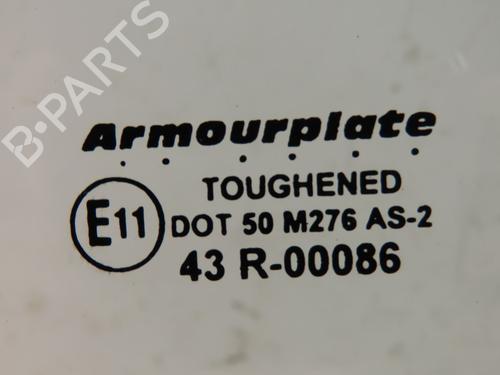 B-PARTS
Armourplate
TOUGHENED
E11
DOT 50 M276 AS-2
43 R-00086